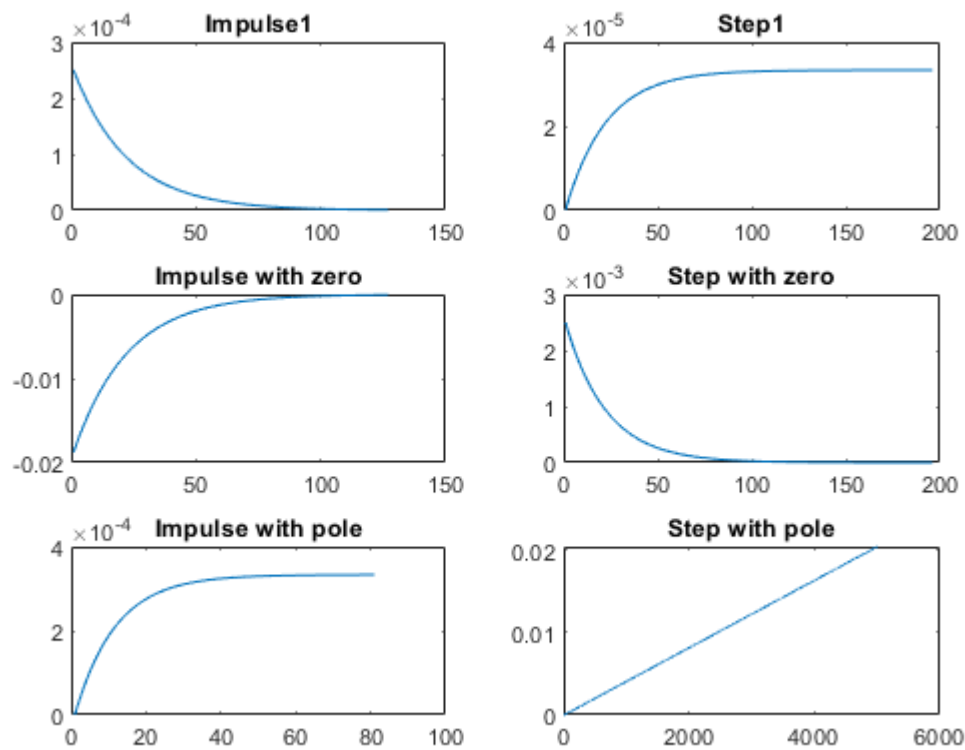 Impulse1
×10^-4
3
2
1
0
0 50 100 150
Step1
×10^-5
4
2
0
0 50 100 150 200
Impulse with zero
0
-0.01
-0.02
0 50 100 150
Step with zero
×10^-3
3
2
1
0
0 50 100 150 200
Impulse with pole
×10^-4
4
2
0
0 20 40 60 80 100
Step with pole
0.02
0.01
0
0 2000 4000 6000